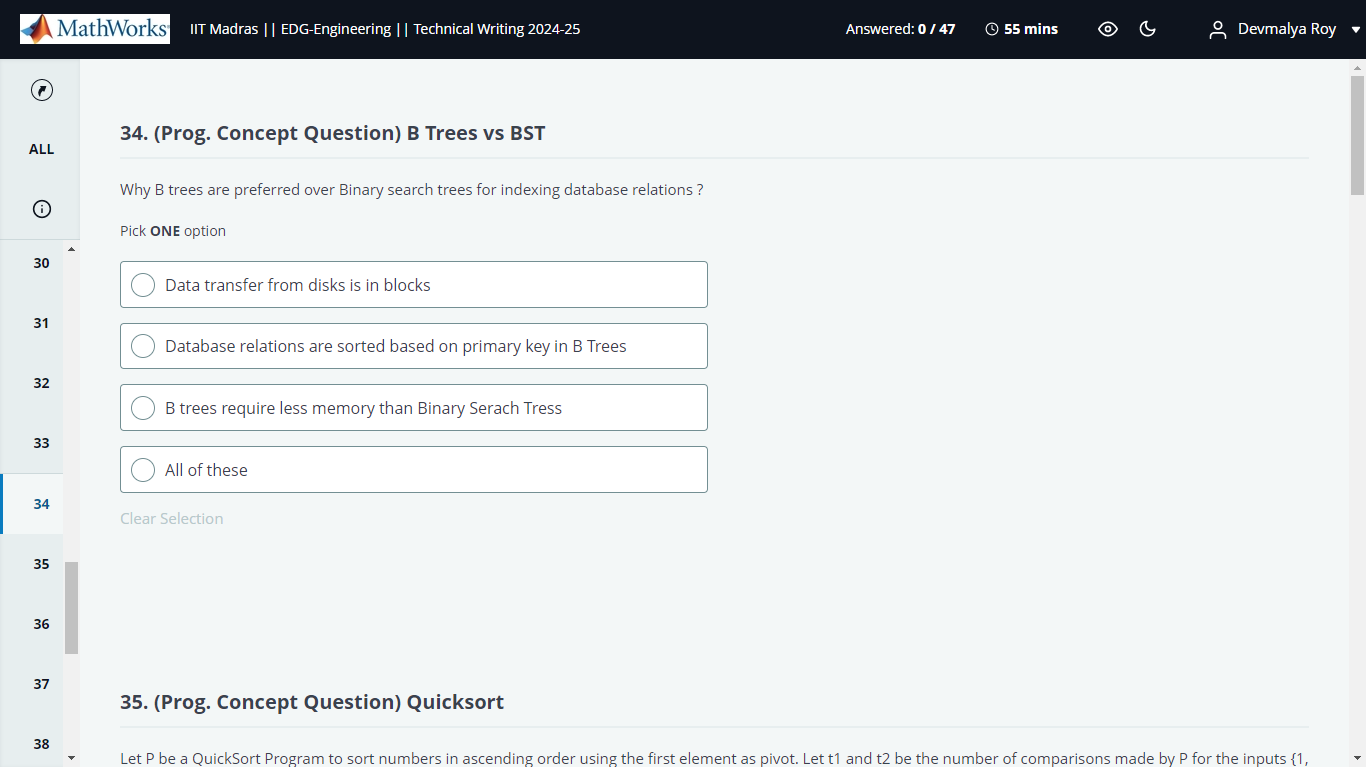 MathWorks IIT Madras || EDG-Engineering || Technical Writing 2024-25 Answered: 0 / 47 55 mins Devmalya Roy
ALL
30
31
32
33
34
35
36
37
38
34. (Prog. Concept Question) B Trees vs BST
Why B trees are preferred over Binary search trees for indexing database relations ?
Pick ONE option
Data transfer from disks is in blocks
Database relations are sorted based on primary key in B Trees
B trees require less memory than Binary Serach Tress
All of these
Clear Selection
35. (Prog. Concept Question) Quicksort
Let P be a QuickSort Program to sort numbers in ascending order using the first element as pivot. Let t1 and t2 be the number of comparisons made by P for the inputs {1,